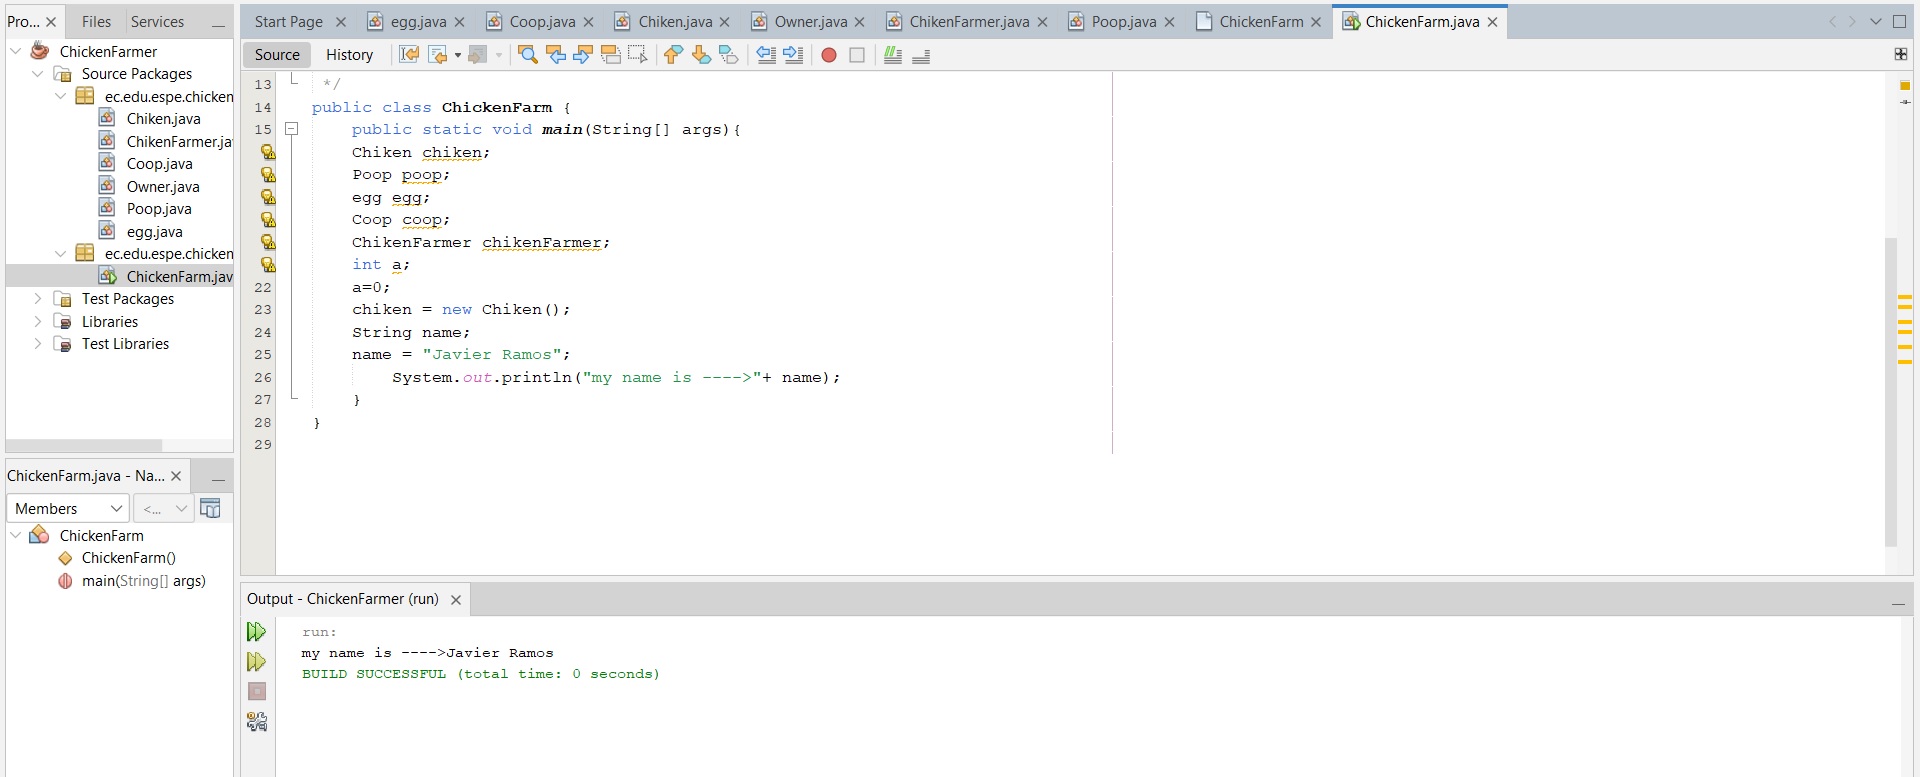 Pro...
Files
Services
ChickenFarmer
Source Packages
ec.edu.espe.chicken
Chiken.java
ChikenFarmer.ja
Coop.java
Owner.java
Poop.java
egg.java
ec.edu.espe.chicken
ChickenFarm.jav
Test Packages
Libraries
Test Libraries
ChickenFarm.java - Na...
Members
<...
ChickenFarm
ChickenFarm()
main(String[] args)
Start Page
egg.java
Coop.java
Chiken.java
Owner.java
ChikenFarmer.java
Poop.java
ChickenFarm
ChickenFarm.java
Source
History
13 */
14 public class ChickenFarm {
15 public static void main(String[] args){
Chiken chiken;
Poop poop;
egg egg;
Coop coop;
ChikenFarmer chikenFarmer;
int a;
22 a=0;
23 chiken = new Chiken();
24 String name;
25 name = "Javier Ramos";
26 System.out.println("my name is ---->"+ name);
27 }
28 }
29
Output - ChickenFarmer (run)
run:
my name is ---->Javier Ramos
BUILD SUCCESSFUL (total time: 0 seconds)